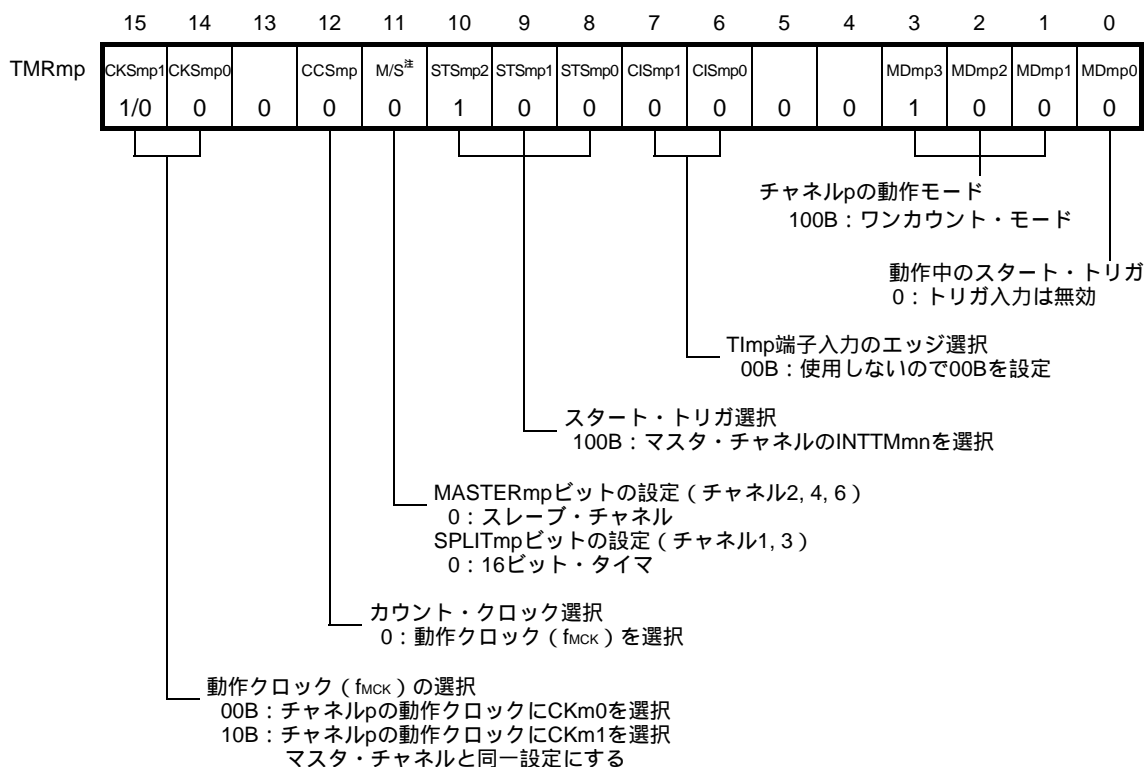 15 14 13 12 11 10 9 8 7 6 5 4 3 2 1 0
TMRmp CKSmp1 CKSmp0 CCSmp M/S注 STSmp2 STSmp1 STSmp0 CISmp1 CISmp0 MDmp3 MDmp2 MDmp1 MDmp0
1/0 0 0 0 0 1 0 0 0 0 0 0 1 0 0 0
チャネルpの動作モード
100B：ワンカウント・モード
動作中のスタート・トリガ
0：トリガ入力は無効
TImp端子入力のエッジ選択
00B：使用しないので00Bを設定
スタート・トリガ選択
100B：マスタ・チャネルのINTTMmnを選択
MASTERmpビットの設定（チャネル2, 4, 6）
0：スレーブ・チャネル
SPLITmpビットの設定（チャネル1, 3）
0：16ビット・タイマ
カウント・クロック選択
0：動作クロック（fMCK）を選択
動作クロック（fMCK）の選択
00B：チャネルpの動作クロックにCKm0を選択
10B：チャネルpの動作クロックにCKm1を選択
マスタ・チャネルと同一設定にする